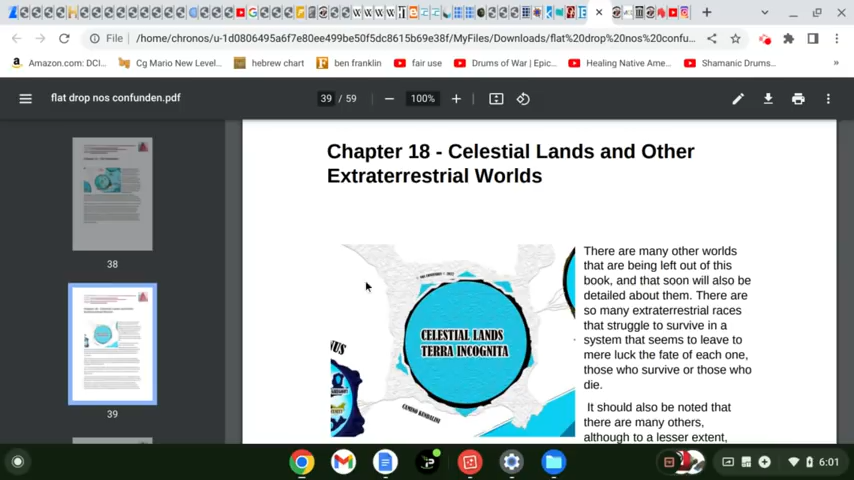 File
/home/chronos/u-1d0806495a6f7e80ee499be50f5dc8615b69e38f/MyFiles/Downloads/flat%20drop%20nos%20confu...
Amazon.com: DCI...
Cg Mario New Level...
hebrew chart
ben franklin
fair use
Drums of War | Epic...
Healing Native Ame...
Shamanic Drums...
flat drop nos confunden.pdf
39 / 59
100%
38
39
Chapter 18 - Celestial Lands and Other
Extraterrestrial Worlds
CELESTIAL LANDS
TERRA INCOGNITA
There are many other worlds
that are being left out of this
book, and that soon will also be
detailed about them. There are
so many extraterrestrial races
that struggle to survive in a
system that seems to leave to
mere luck the fate of each one,
those who survive or those who
die.
It should also be noted that
there are many others,
although to a lesser extent,
6:01